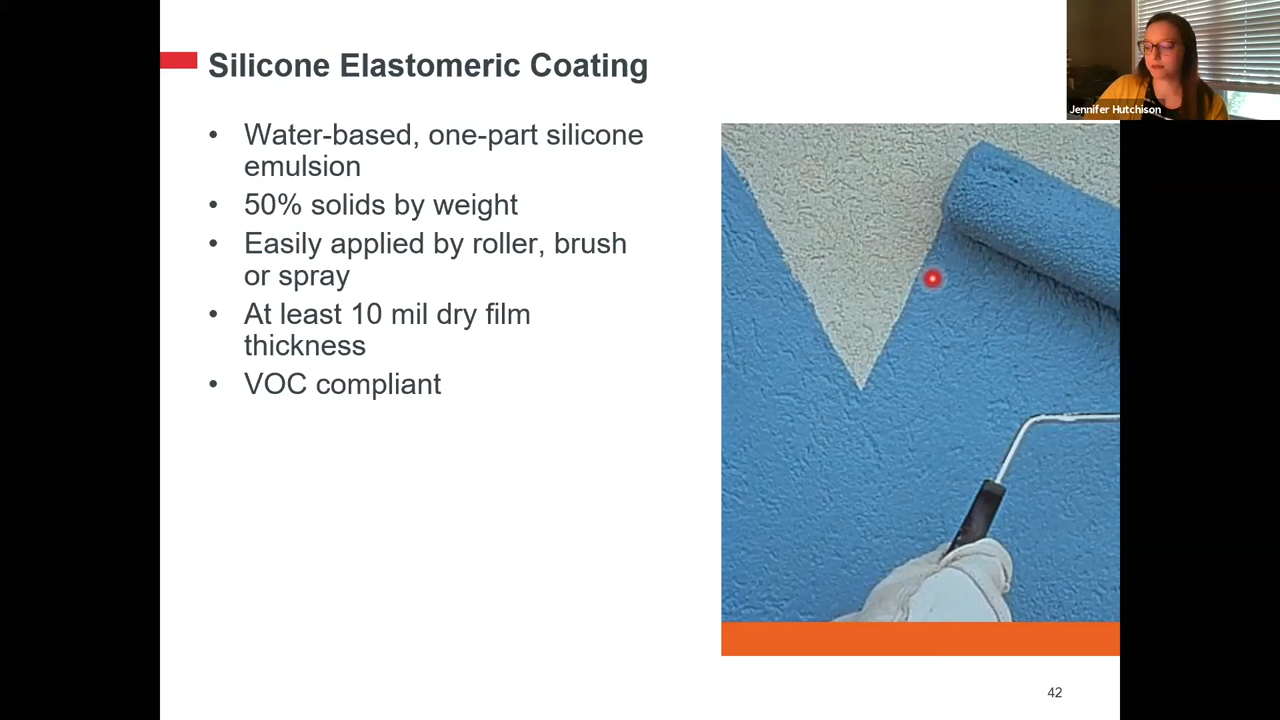 Silicone Elastomeric Coating
Jennifer Hutchison
• Water-based, one-part silicone
emulsion
• 50% solids by weight
• Easily applied by roller, brush
or spray
• At least 10 mil dry film
thickness
• VOC compliant
42